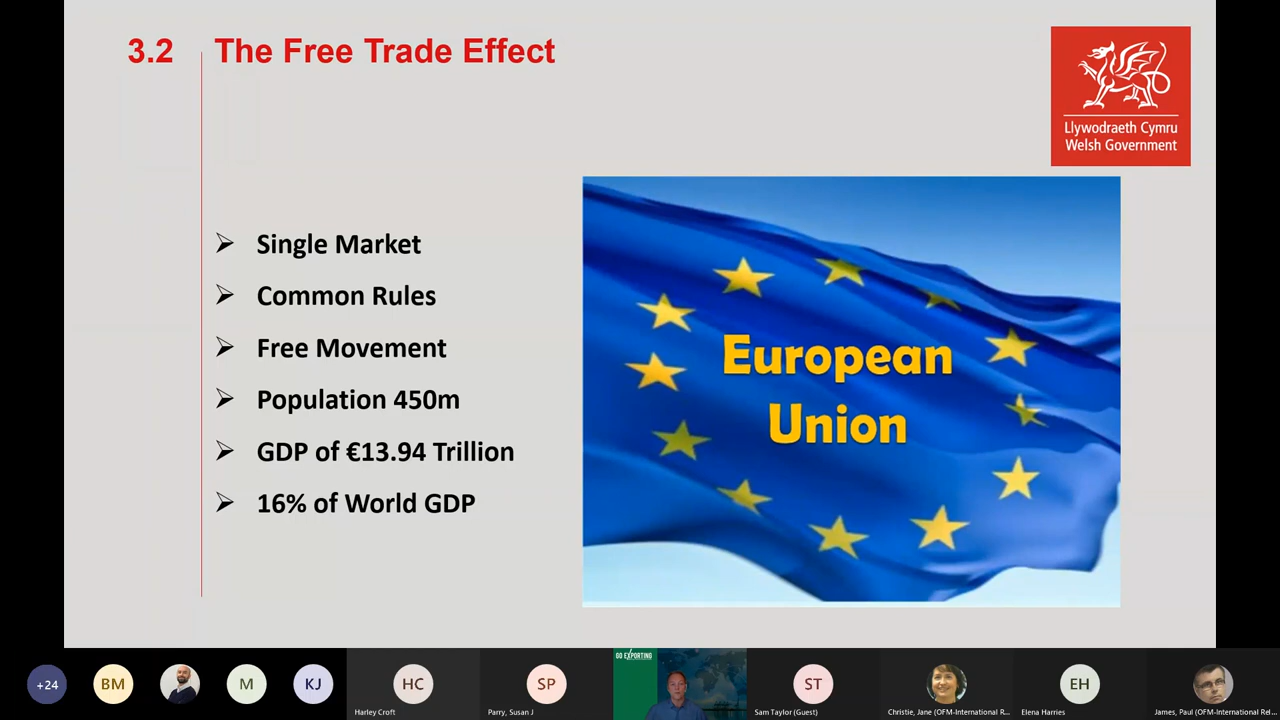 3.2 The Free Trade Effect
Llywodraeth Cymru
Welsh Government
Single Market
Common Rules
Free Movement
Population 450m
GDP of €13.94 Trillion
16% of World GDP
European
Union
GO EXPORTING
+24
BM
M
KJ
HC
SP
ST
EH
Harley Croft
Parry, Susan J
Sam Taylor (Guest)
Christie, Jane (OFM-International R...
Elena Harries
James, Paul (OFM-International Rel...